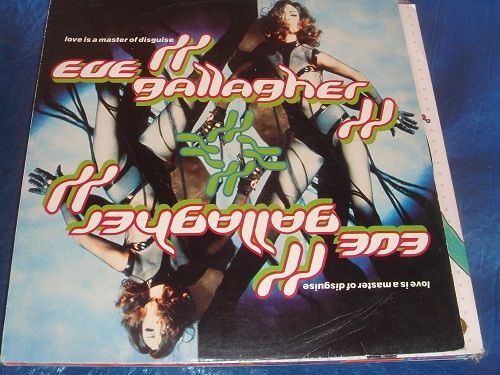 love is a master of disguise
EVE
gallagher
gallagher
EVE
love is a master of disguise